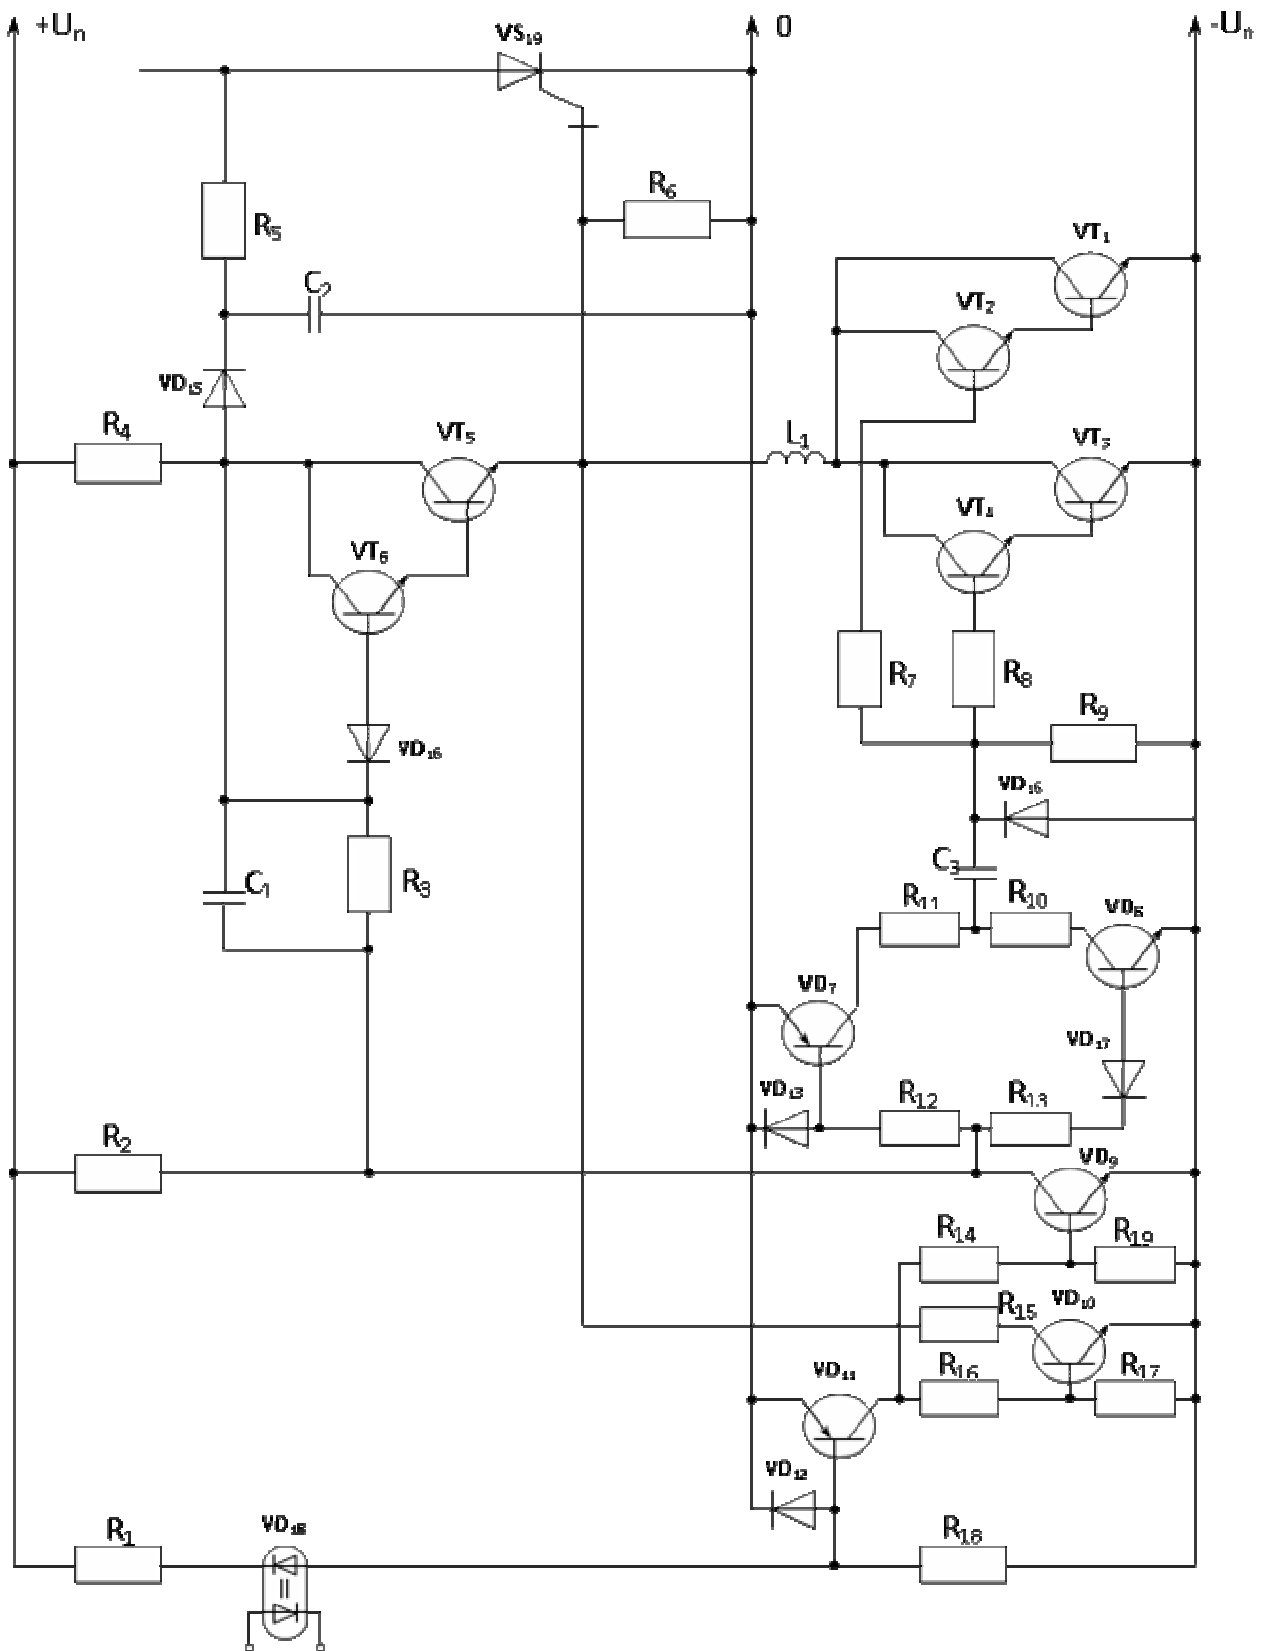 +Uₙ
0
-Uₙ
VS₁₉
R₆
R₅
VT₁
C₂
VT₂
VD₁₅
R₄
VT₅
L₁
VT₃
VT₄
VT₆
R₇
R₈
R₉
VD₁₆
VD₁₆
C₁
R₃
C₃
R₁₁
R₁₀
VD₈
VD₇
VD₁₇
VD₁₃
R₁₂
R₁₃
R₂
VD₉
R₁₄
R₁₉
R₁₅
VD₁₀
VD₁₁
R₁₆
R₁₇
VD₁₂
R₁
VD₁₈
R₁₈